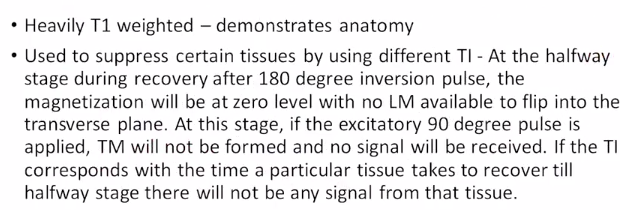 • Heavily T1 weighted – demonstrates anatomy
• Used to suppress certain tissues by using different TI - At the halfway
stage during recovery after 180 degree inversion pulse, the
magnetization will be at zero level with no LM available to flip into the
transverse plane. At this stage, if the excitatory 90 degree pulse is
applied, TM will not be formed and no signal will be received. If the TI
corresponds with the time a particular tissue takes to recover till
halfway stage there will not be any signal from that tissue.